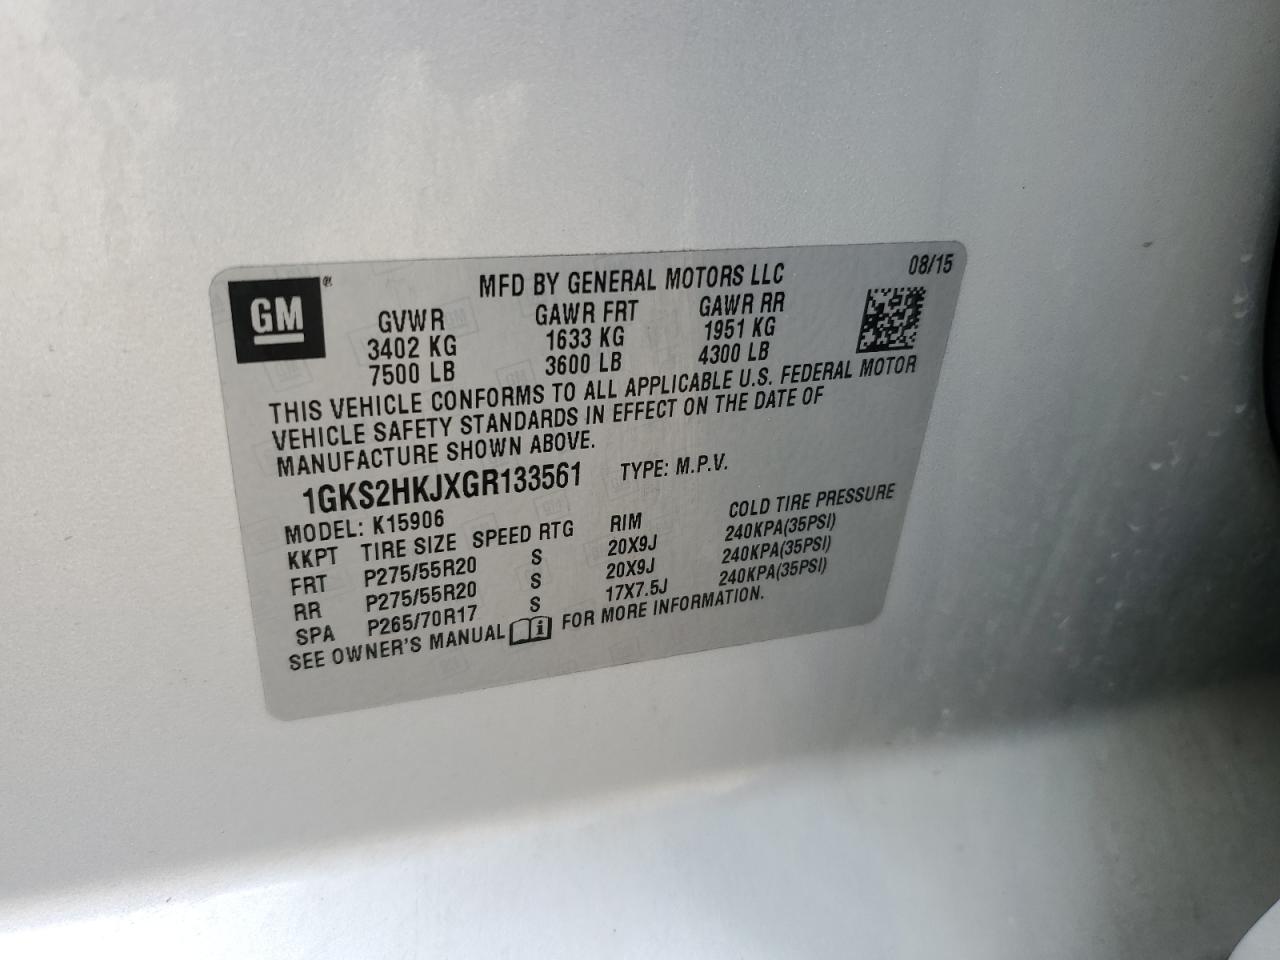 08/15
GM® MFD BY GENERAL MOTORS LLC
GVWR GAWR FRT GAWR RR
3402 KG 1633 KG 1951 KG
7500 LB 3600 LB 4300 LB
THIS VEHICLE CONFORMS TO ALL APPLICABLE U.S. FEDERAL MOTOR
VEHICLE SAFETY STANDARDS IN EFFECT ON THE DATE OF
MANUFACTURE SHOWN ABOVE.
1GKS2HKJXGR133561 TYPE: M.P.V.
MODEL: K15906
KKPT TIRE SIZE SPEED RTG RIM COLD TIRE PRESSURE
FRT P275/55R20 S 20X9J 240KPA(35PSI)
RR P275/55R20 S 20X9J 240KPA(35PSI)
SPA P265/70R17 S 17X7.5J 240KPA(35PSI)
SEE OWNER'S MANUAL i FOR MORE INFORMATION.